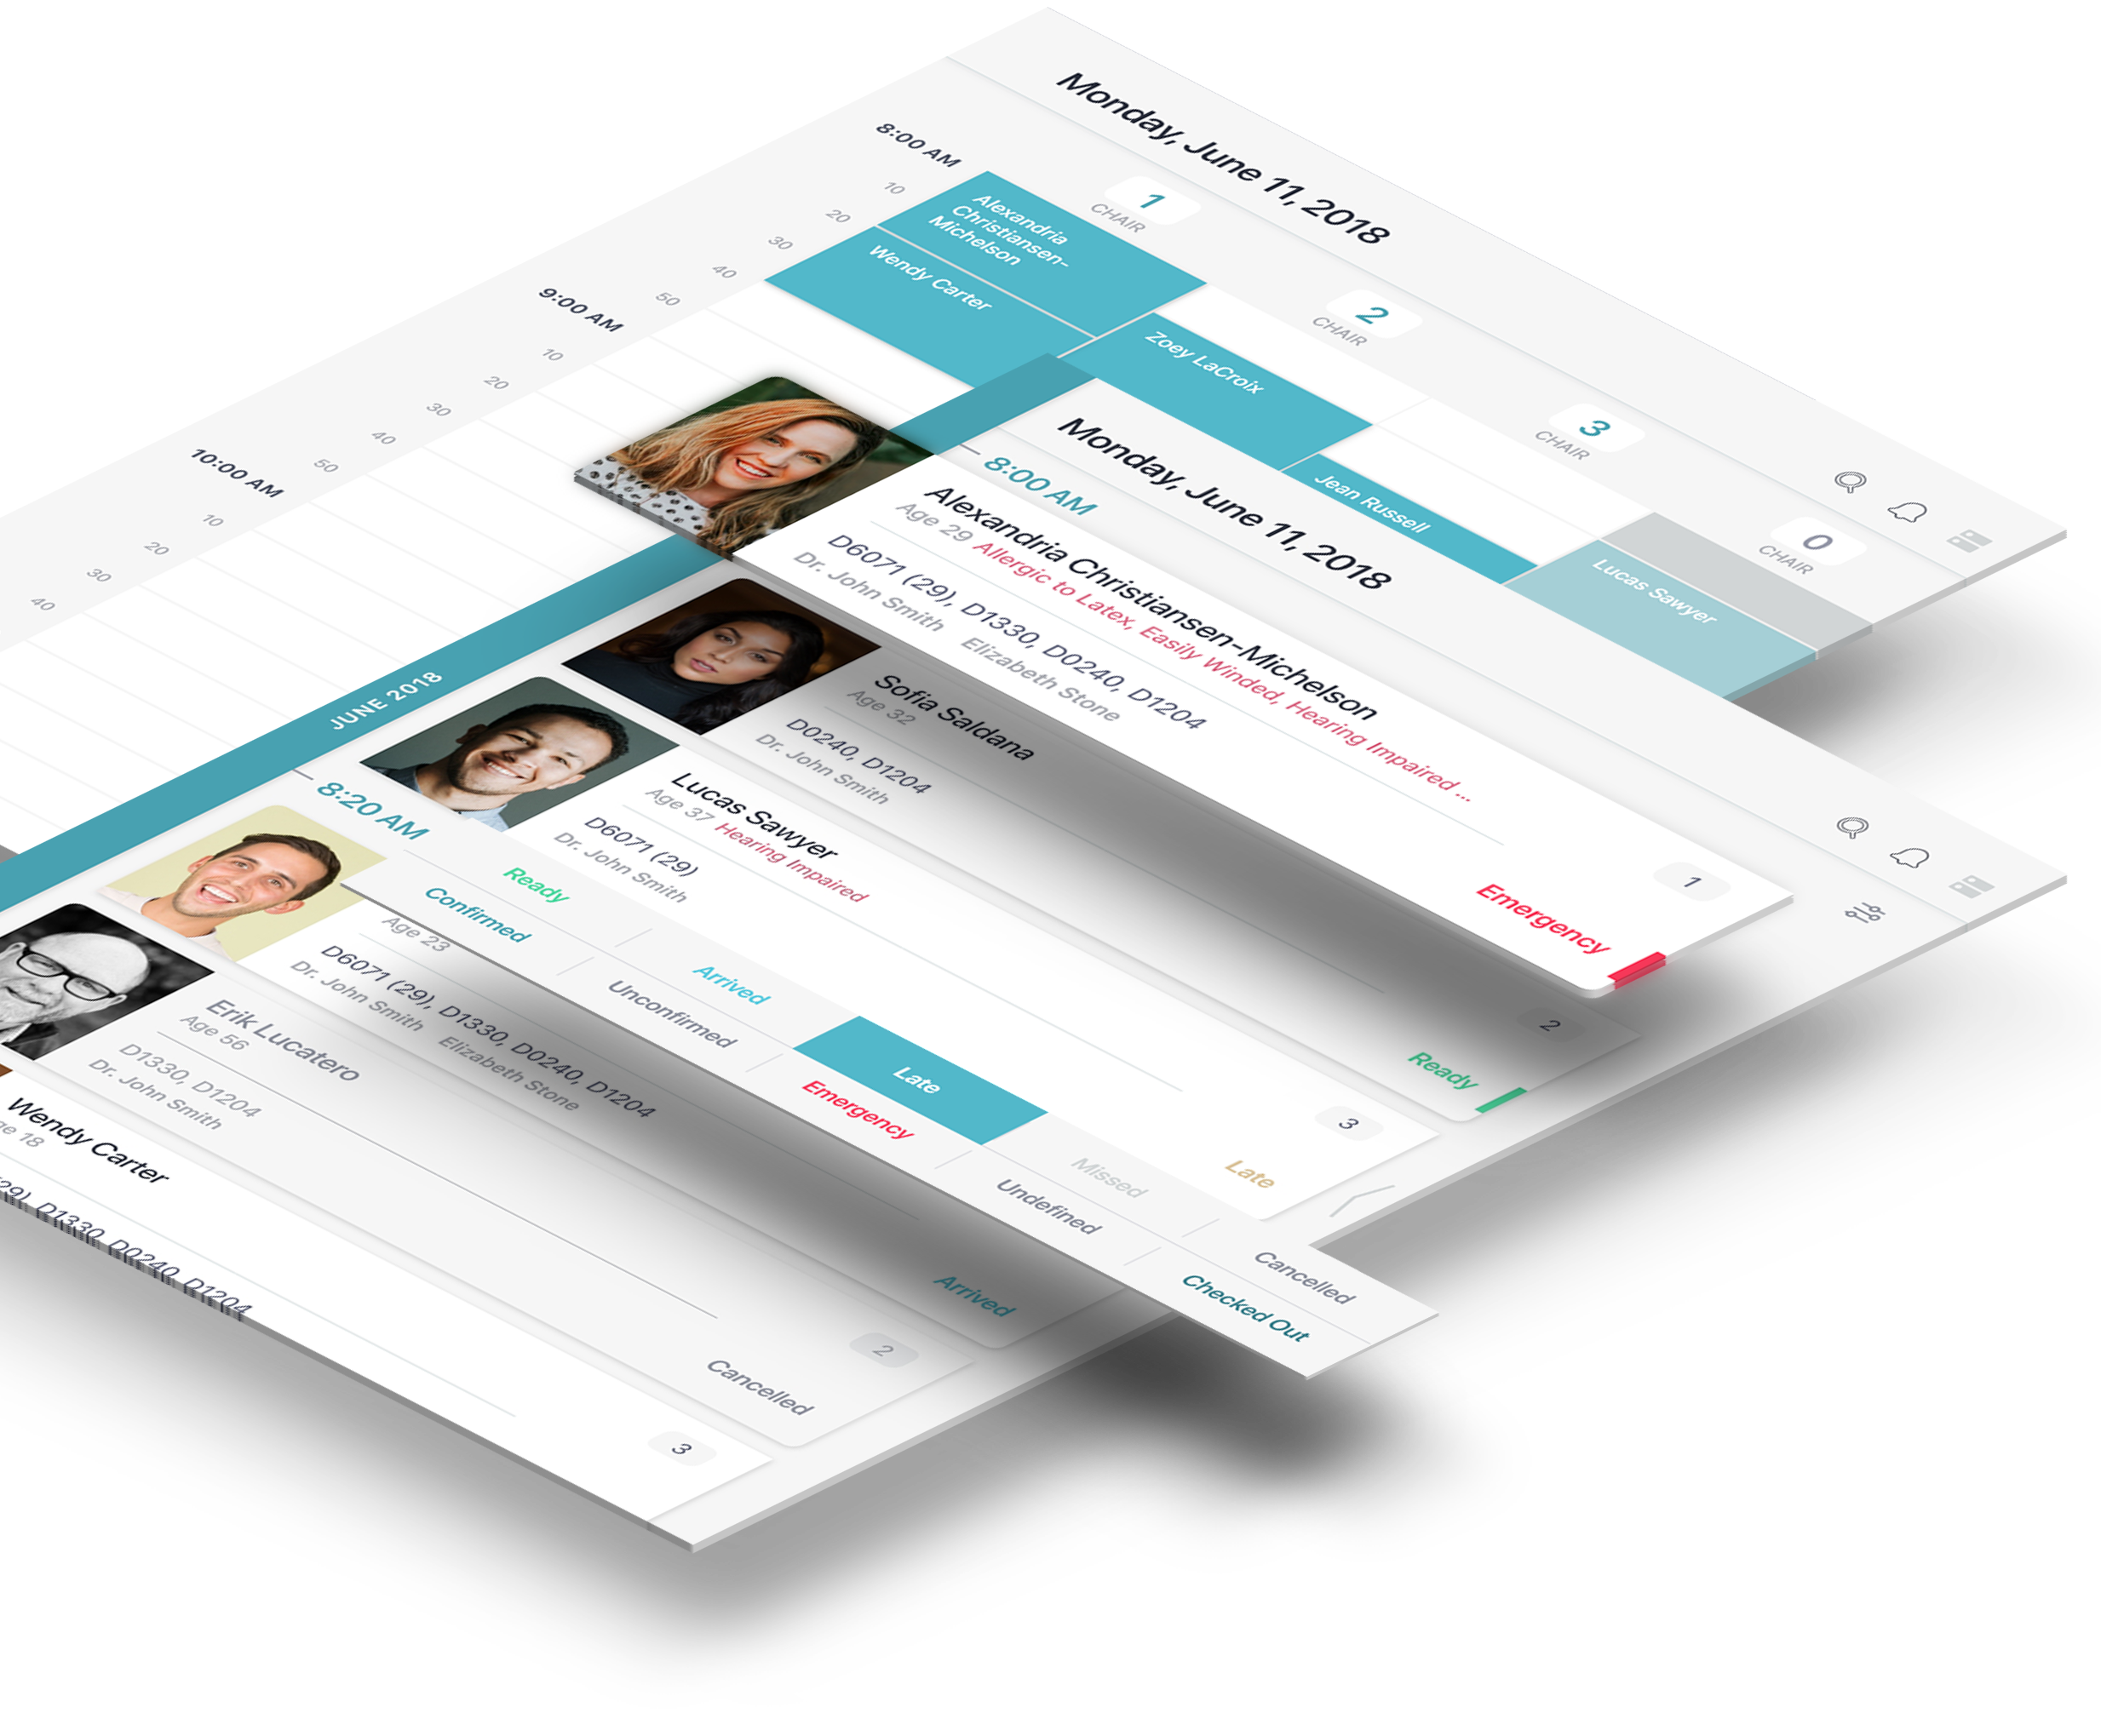 Monday, June 11, 2018
1
CHAIR
2
CHAIR
3
CHAIR
0
CHAIR
8:00 AM
10
20
30
40
50
9:00 AM
10
20
30
40
50
10:00 AM
10
20
30
40
Alexandria
Christiansen-
Michelson
Wendy Carter
Zoey LaCroix
Jean Russell
Lucas Sawyer
JUNE 2018
Monday, June 11, 2018
8:00 AM
Alexandria Christiansen-Michelson
Age 29 Allergic to Latex, Easily Winded, Hearing Impaired ...
D6071 (29), D1330, D0240, D1204
Dr. John Smith Elizabeth Stone
1
Emergency
Sofia Saldana
Age 32
D0240, D1204
Dr. John Smith
2
Ready
Lucas Sawyer
Age 37 Hearing Impaired
D6071 (29)
Dr. John Smith
3
Late
Ready
Arrived
Late
Missed
Cancelled
Confirmed
Unconfirmed
Emergency
Undefined
Checked Out
8:20 AM
Age 23
D6071 (29), D1330, D0240, D1204
Dr. John Smith Elizabeth Stone
Arrived
Erik Lucatero
Age 56
D1330, D1204
Dr. John Smith
2
Cancelled
Wendy Carter
ge 18
29), D1330, D0240, D1204
3